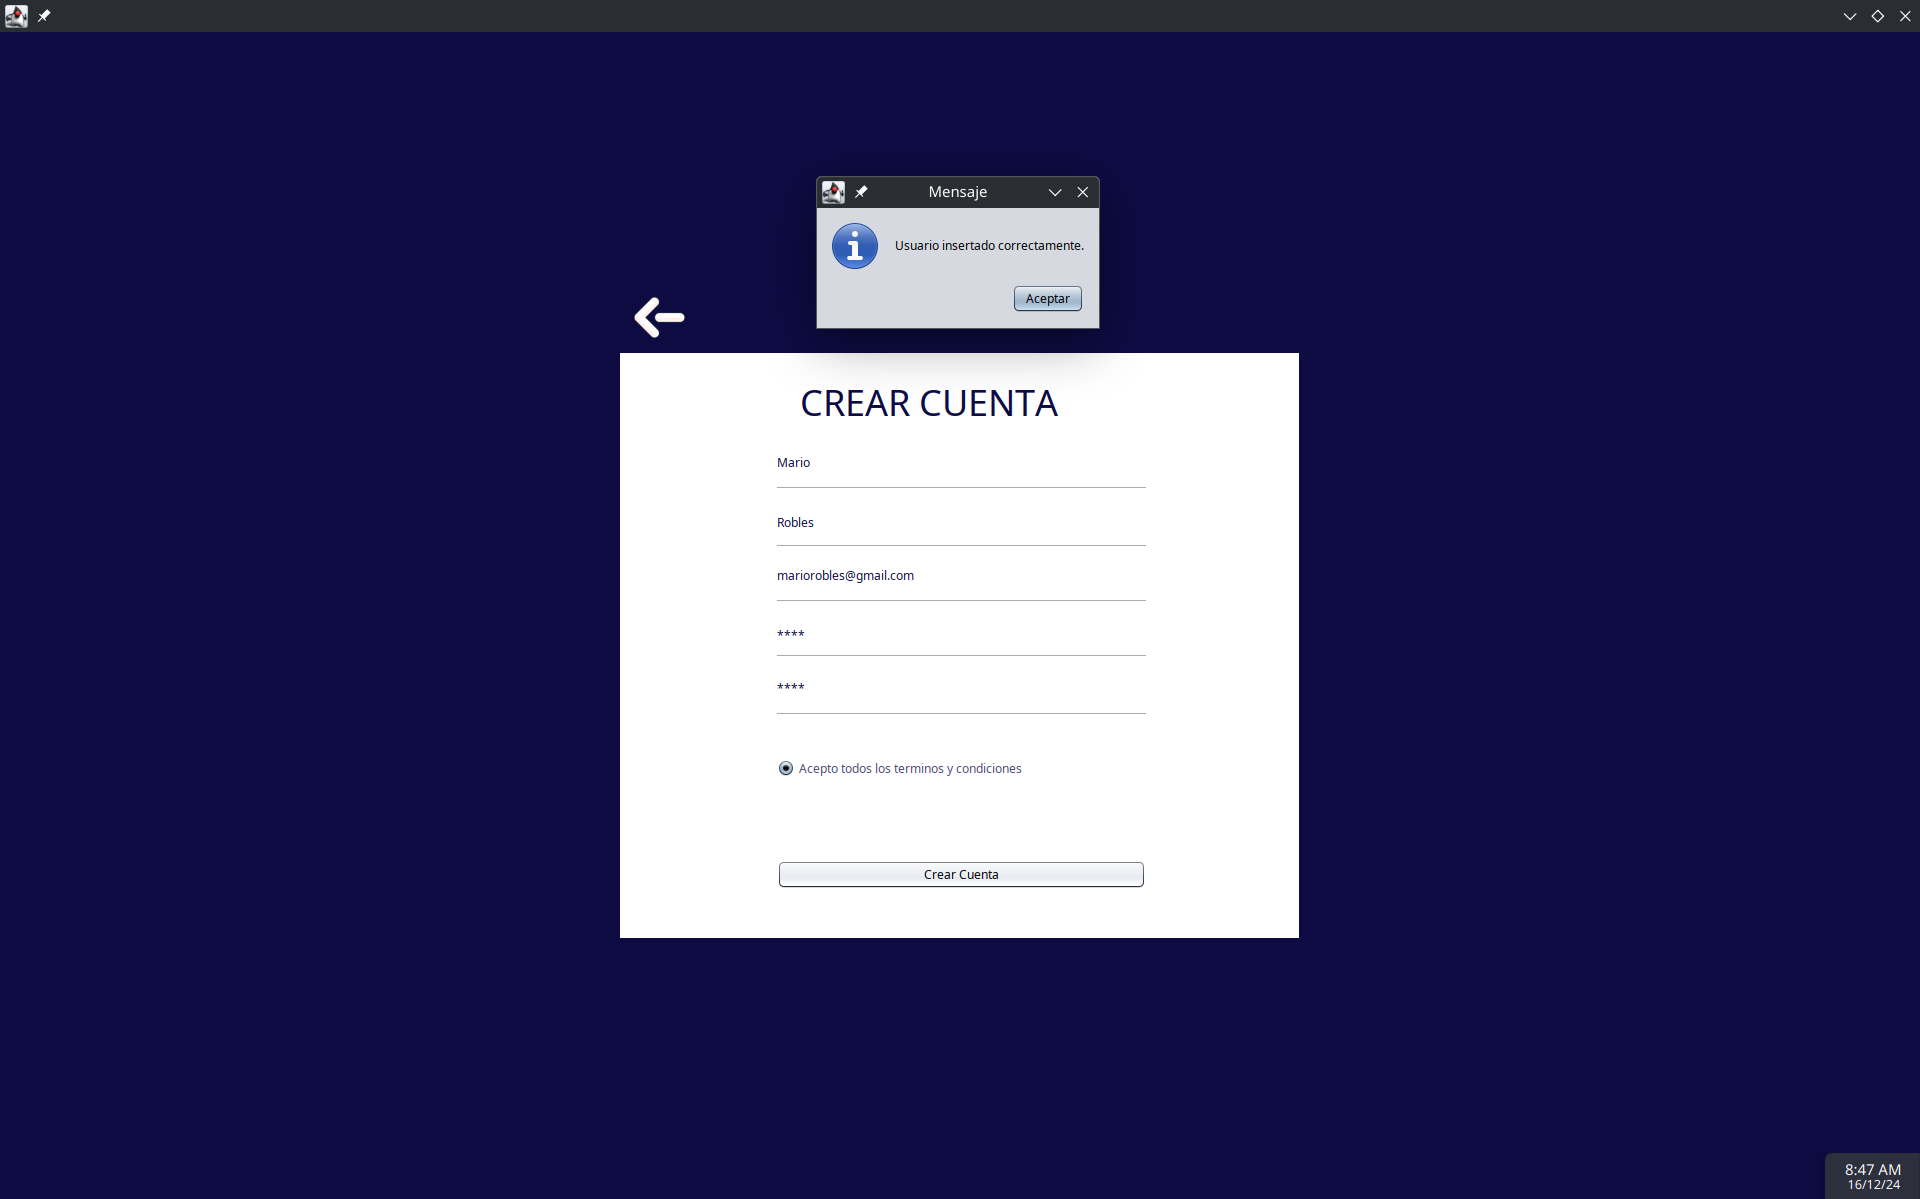 Mensaje
Usuario insertado correctamente.
Aceptar
CREAR CUENTA
Mario
Robles
mariorobles@gmail.com
****
****
Acepto todos los terminos y condiciones
Crear Cuenta
8:47 AM
16/12/24